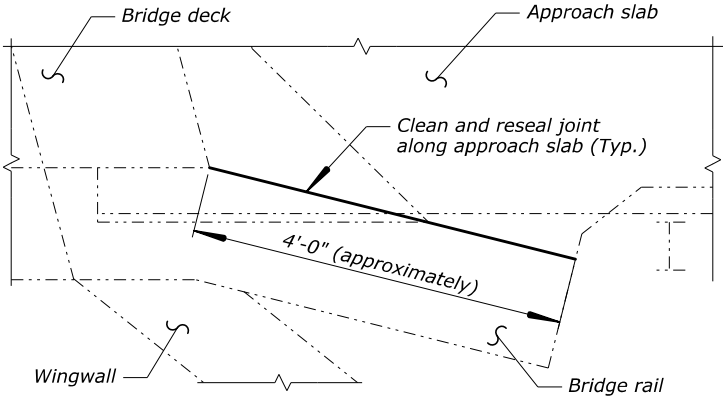 Bridge deck
Approach slab
Clean and reseal joint
along approach slab (Typ.)
4'-0" (approximately)
Wingwall
Bridge rail